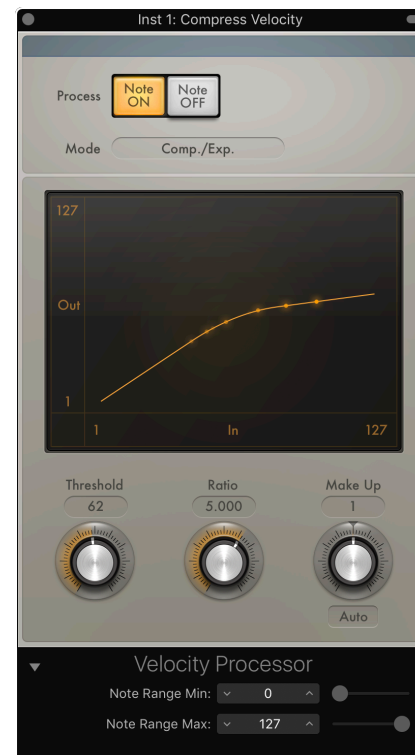 Inst 1: Compress Velocity
Process
Note ON
Note OFF
Mode
Comp./Exp.
127
Out
1
1 In 127
Threshold Ratio Make Up
62 5.000 1
Auto
Velocity Processor
Note Range Min: 0
Note Range Max: 127